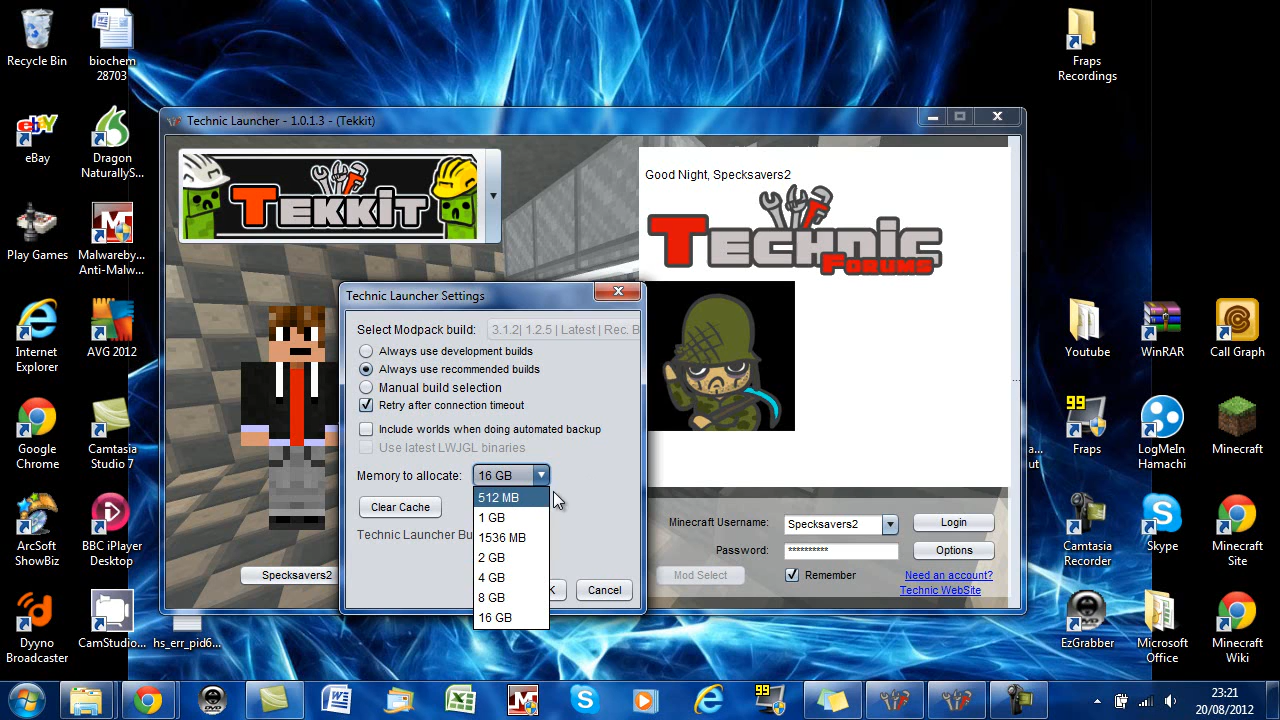 Recycle Bin
biochem
28703
eBay
Dragon
NaturallyS...
Play Games
Malwareby...
Anti-Malw...
Internet
Explorer
AVG 2012
Google
Chrome
Camtasia
Studio 7
ArcSoft
ShowBiz
BBC iPlayer
Desktop
Dyyno
Broadcaster
CamStudio...
hs_err_pid6...
Technic Launcher - 1.0.1.3 - (Tekkit)
TEKKIT
Good Night, Specksavers2
TECHNIC
FORUMS
Technic Launcher Settings
Select Modpack build:
3.1.2| 1.2.5 | Latest | Rec. B
Always use development builds
Always use recommended builds
Manual build selection
Retry after connection timeout
Include worlds when doing automated backup
Use latest LWJGL binaries
Memory to allocate:
16 GB
512 MB
1 GB
1536 MB
2 GB
4 GB
8 GB
16 GB
Clear Cache
Technic Launcher Bu
K
Cancel
Specksavers2
Minecraft Username:
Specksavers2
Login
Password:
**********
Options
Mod Select
Remember
Need an account?
Technic WebSite
Fraps
Recordings
Youtube
WinRAR
Call Graph
99
Fraps
LogMeIn
Hamachi
Minecraft
a...
ut
Camtasia
Recorder
Skype
Minecraft
Site
EzGrabber
Microsoft
Office
Minecraft
Wiki
DVD
99
23:21
20/08/2012